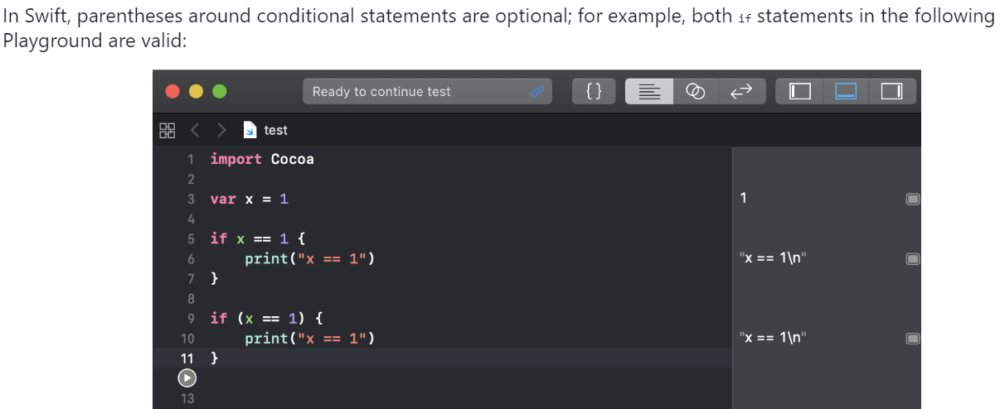 In Swift, parentheses around conditional statements are optional; for example, both if statements in the following
Playground are valid:
Ready to continue test
{}
test
1 import Cocoa
2
3 var x = 1
1
4
5 if x == 1 {
6 print("x == 1")
"x == 1\n"
7 }
8
9 if (x == 1) {
10 print("x == 1")
"x == 1\n"
11 }
13